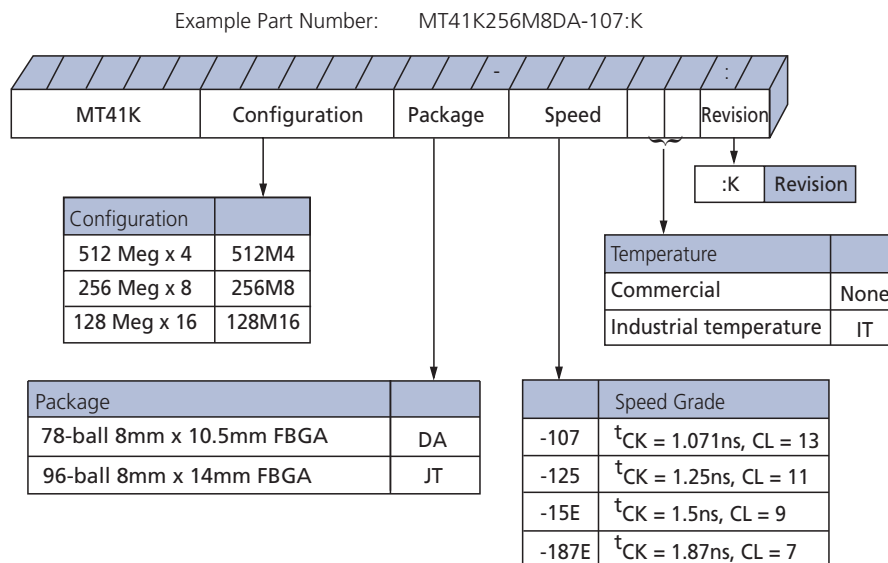 Example Part Number: MT41K256M8DA-107:K
- :
MT41K Configuration Package Speed Revision
:K Revision
Configuration
512 Meg x 4 512M4
256 Meg x 8 256M8
128 Meg x 16 128M16
Temperature
Commercial None
Industrial temperature IT
Package
78-ball 8mm x 10.5mm FBGA DA
96-ball 8mm x 14mm FBGA JT
Speed Grade
-107 tCK = 1.071ns, CL = 13
-125 tCK = 1.25ns, CL = 11
-15E tCK = 1.5ns, CL = 9
-187E tCK = 1.87ns, CL = 7